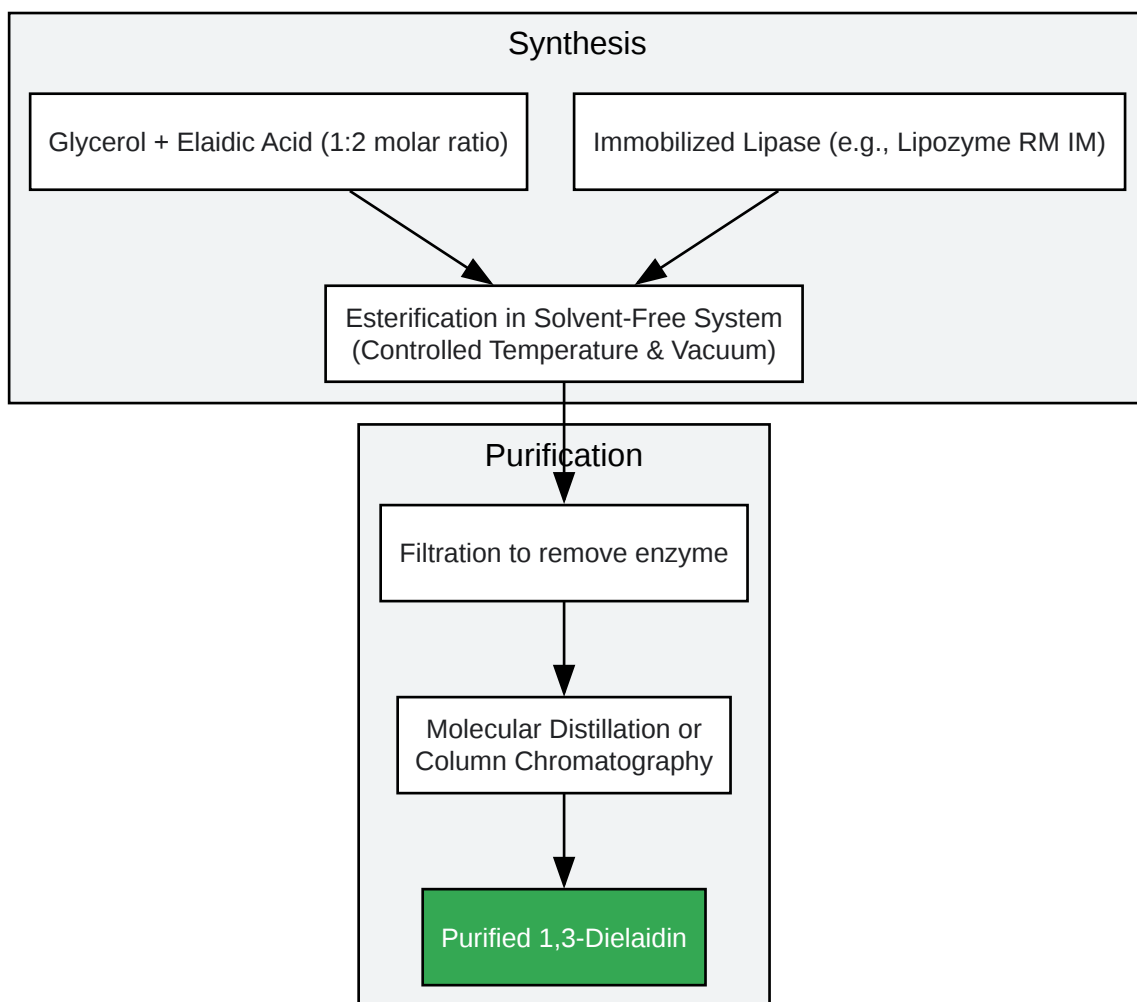 Synthesis
Glycerol + Elaidic Acid (1:2 molar ratio)
Immobilized Lipase (e.g., Lipozyme RM IM)
Esterification in Solvent-Free System
(Controlled Temperature & Vacuum)
Purification
Filtration to remove enzyme
Molecular Distillation or
Column Chromatography
Purified 1,3-Dielaidin